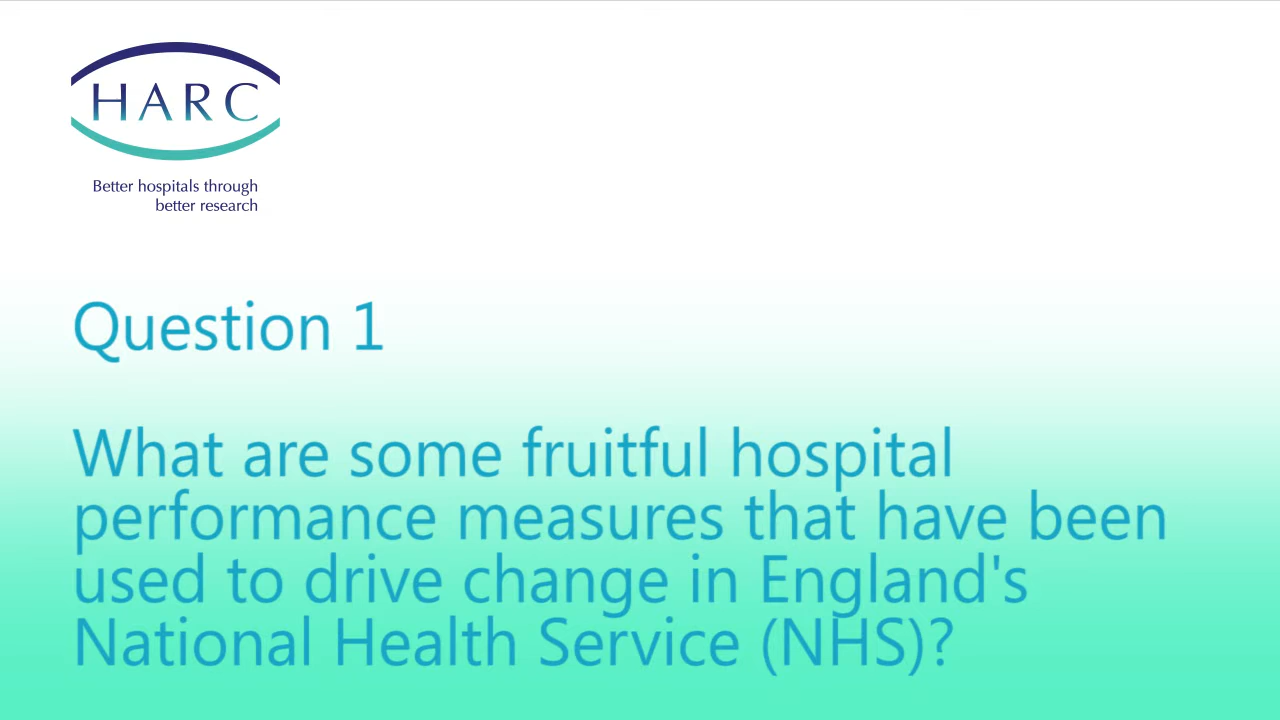 HARC
Better hospitals through
better research
Question 1
What are some fruitful hospital
performance measures that have been
used to drive change in England's
National Health Service (NHS)?